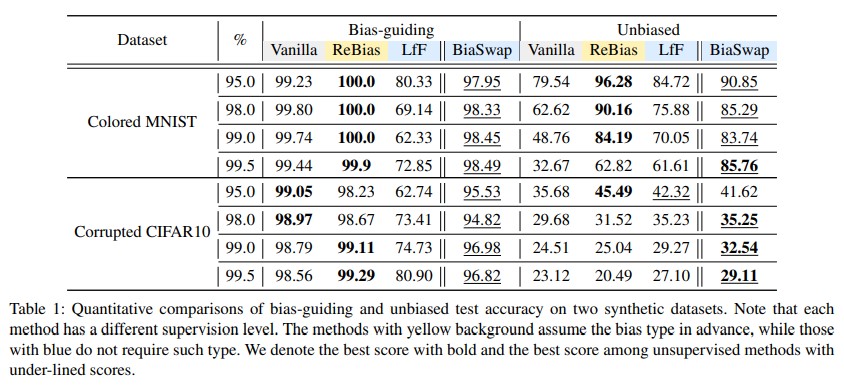 Dataset % Bias-guiding Unbiased
Vanilla ReBias LfF BiaSwap Vanilla ReBias LfF BiaSwap
Colored MNIST
95.0 99.23 100.0 80.33 97.95 79.54 96.28 84.72 90.85
98.0 99.80 100.0 69.14 98.33 62.62 90.16 75.88 85.29
99.0 99.74 100.0 62.33 98.45 48.76 84.19 70.05 83.74
99.5 99.44 99.9 72.85 98.49 32.67 62.82 61.61 85.76
Corrupted CIFAR10
95.0 99.05 98.23 62.74 95.53 35.68 45.49 42.32 41.62
98.0 98.97 98.67 73.41 94.82 29.68 31.52 35.23 35.25
99.0 98.79 99.11 74.73 96.98 24.51 25.04 29.27 32.54
99.5 98.56 99.29 80.90 96.82 23.12 20.49 27.10 29.11
Table 1: Quantitative comparisons of bias-guiding and unbiased test accuracy on two synthetic datasets. Note that each
method has a different supervision level. The methods with yellow background assume the bias type in advance, while those
with blue do not require such type. We denote the best score with bold and the best score among unsupervised methods with
under-lined scores.